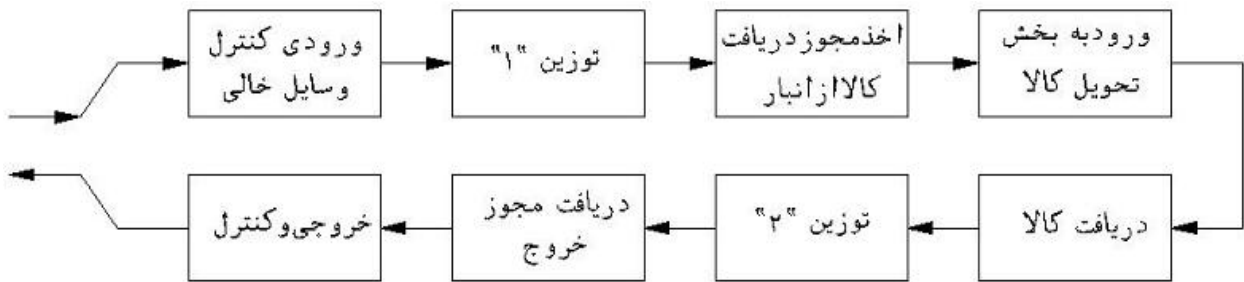 ورودی کنترل
وسایل خالی
توزین "۱"
اخذمجوزدریافت
کالاازانبار
ورودبه بخش
تحویل کالا
دریافت کالا
توزین "۲"
دریافت مجوز
خروج
خروجی‌وکنترل